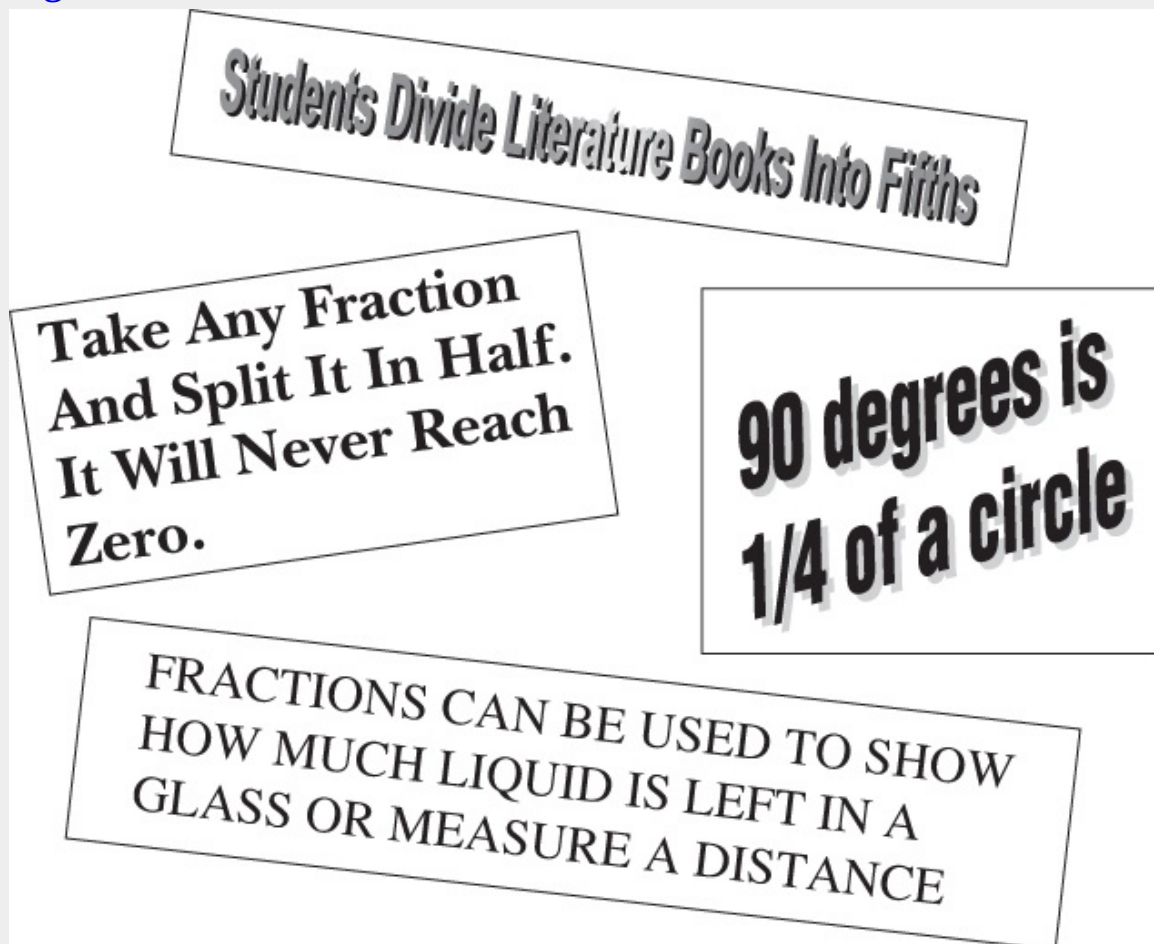 Students Divide Literature Books Into Fifths
Take Any Fraction
And Split It In Half.
It Will Never Reach
Zero.
90 degrees is
1/4 of a circle
FRACTIONS CAN BE USED TO SHOW
HOW MUCH LIQUID IS LEFT IN A
GLASS OR MEASURE A DISTANCE